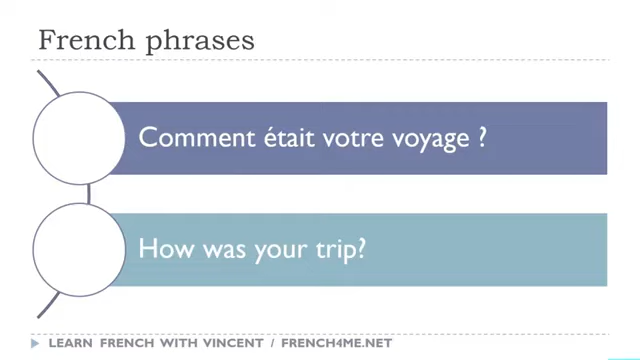 French phrases
Comment était votre voyage ?
How was your trip?
LEARN FRENCH WITH VINCENT / FRENCH4ME.NET